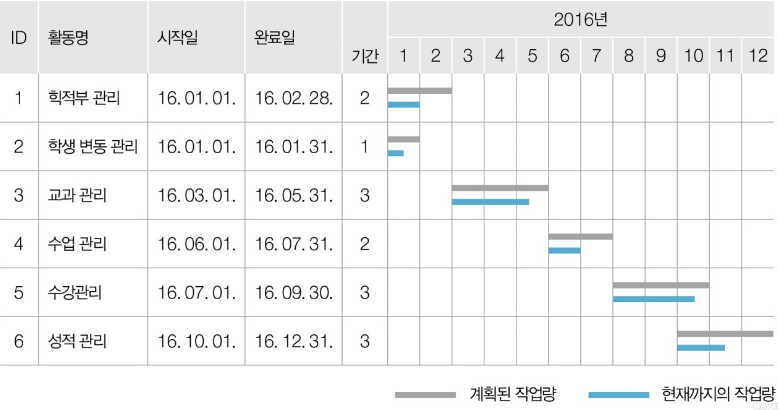 ID 활동명 시작일 완료일 기간 2016년
1 2 3 4 5 6 7 8 9 10 11 12
1 힉적부 관리 16. 01. 01. 16. 02. 28. 2
2 학생 변동 관리 16. 01. 01. 16. 01. 31. 1
3 교과 관리 16. 03. 01. 16. 05. 31. 3
4 수업 관리 16. 06. 01. 16. 07. 31. 2
5 수강관리 16. 07. 01. 16. 09. 30. 3
6 성적 관리 16. 10. 01. 16. 12. 31. 3
계획된 작업량 현재까지의 작업량